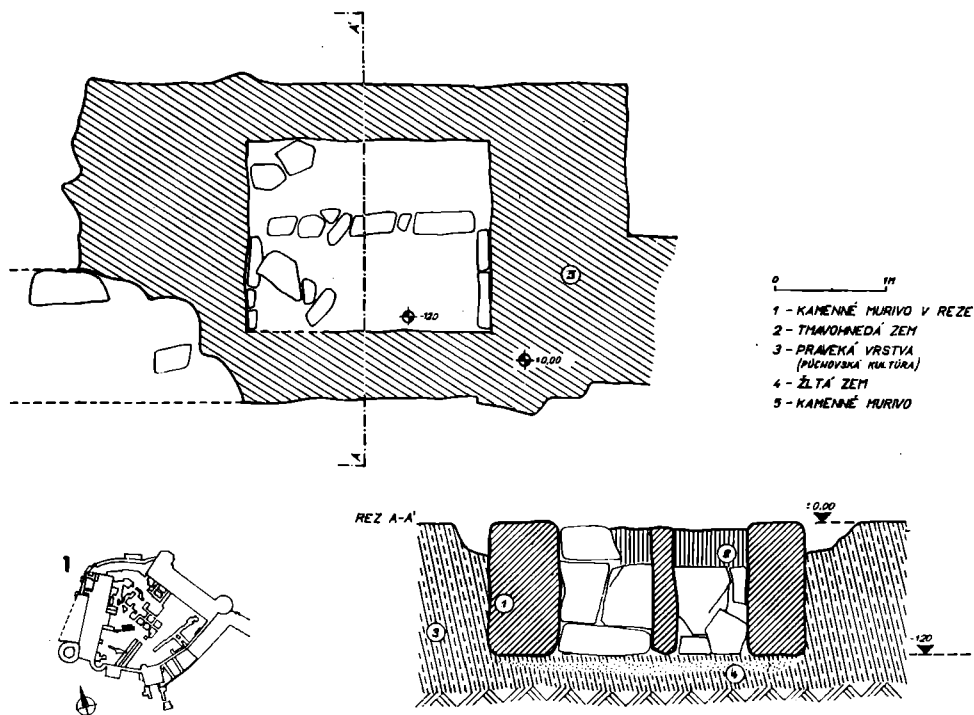 A'
3
-120
±0,00
A
0 1M
1 - KAMENNÉ MURIVO V REZE
2 - TMAVOHNEDÁ ZEM
3 - PRAVEKÁ VRSTVA
(PÚCHOVSKÁ KULTÚRA)
4 - ŽLTÁ ZEM
5 - KAMENNÉ MURIVO
REZ A-A'
±0,00
1
1
3
4
-120